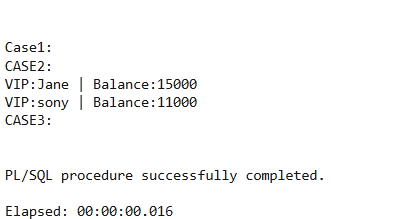 Case1:
CASE2:
VIP:Jane | Balance:15000
VIP:sony | Balance:11000
CASE3:
PL/SQL procedure successfully completed.
Elapsed: 00:00:00.016